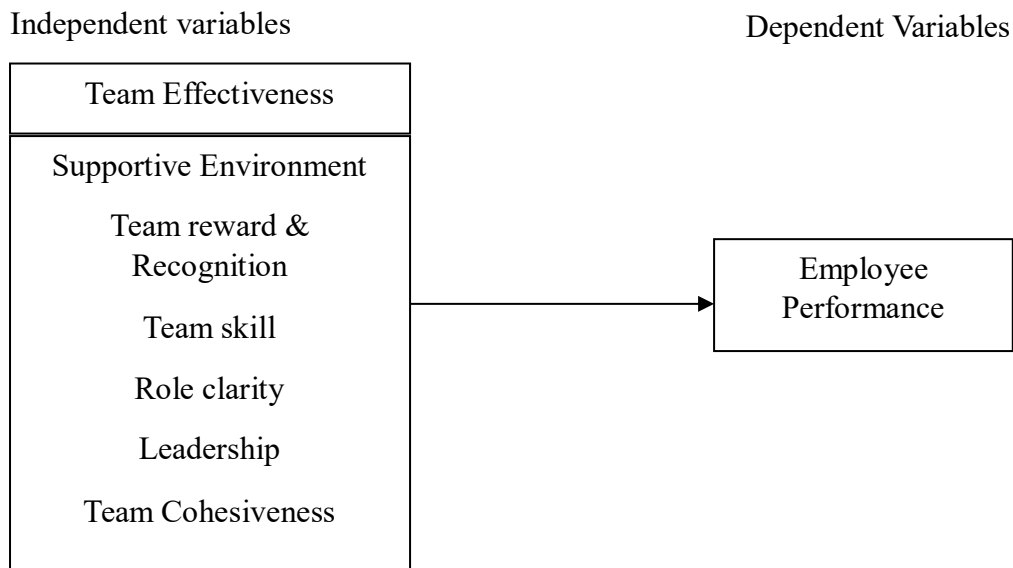 Independent variables
Dependent Variables
Team Effectiveness
Supportive Environment
Team reward &
Recognition
Team skill
Role clarity
Leadership
Team Cohesiveness
Employee
Performance